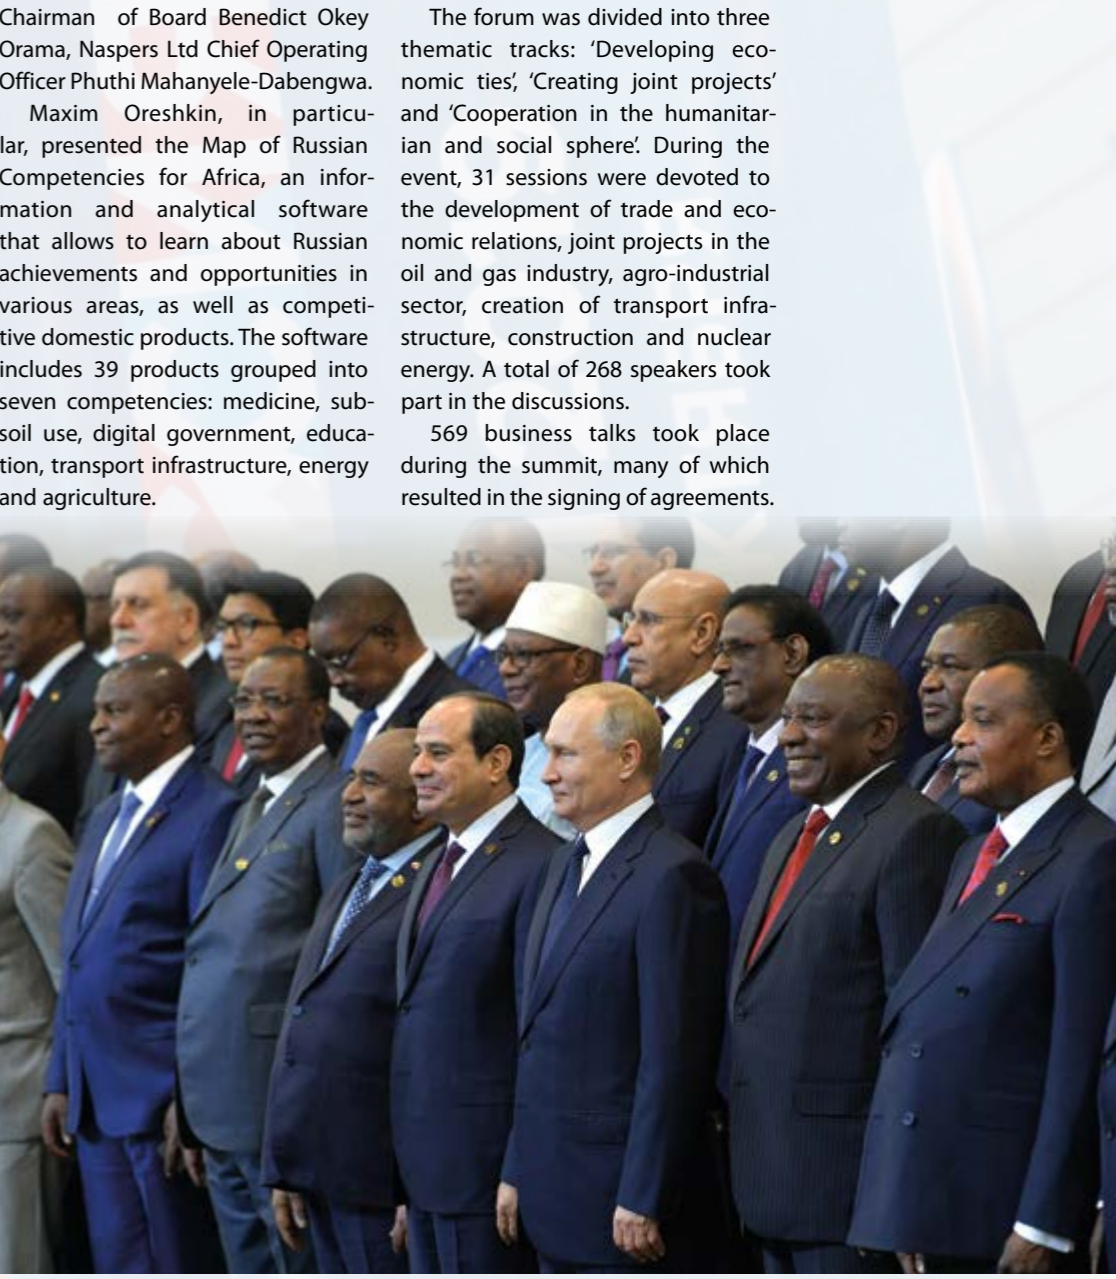 Chairman of Board Benedict Okey
Orama, Naspers Ltd Chief Operating
Officer Phuthi Mahanyele-Dabengwa.
Maxim Oreshkin, in particu-
lar, presented the Map of Russian
Competencies for Africa, an infor-
mation and analytical software
that allows to learn about Russian
achievements and opportunities in
various areas, as well as competi-
tive domestic products. The software
includes 39 products grouped into
seven competencies: medicine, sub-
soil use, digital government, educa-
tion, transport infrastructure, energy
and agriculture.
The forum was divided into three
thematic tracks: ‘Developing eco-
nomic ties’, ‘Creating joint projects’
and ‘Cooperation in the humanitar-
ian and social sphere’. During the
event, 31 sessions were devoted to
the development of trade and eco-
nomic relations, joint projects in the
oil and gas industry, agro-industrial
sector, creation of transport infra-
structure, construction and nuclear
energy. A total of 268 speakers took
part in the discussions.
569 business talks took place
during the summit, many of which
resulted in the signing of agreements.